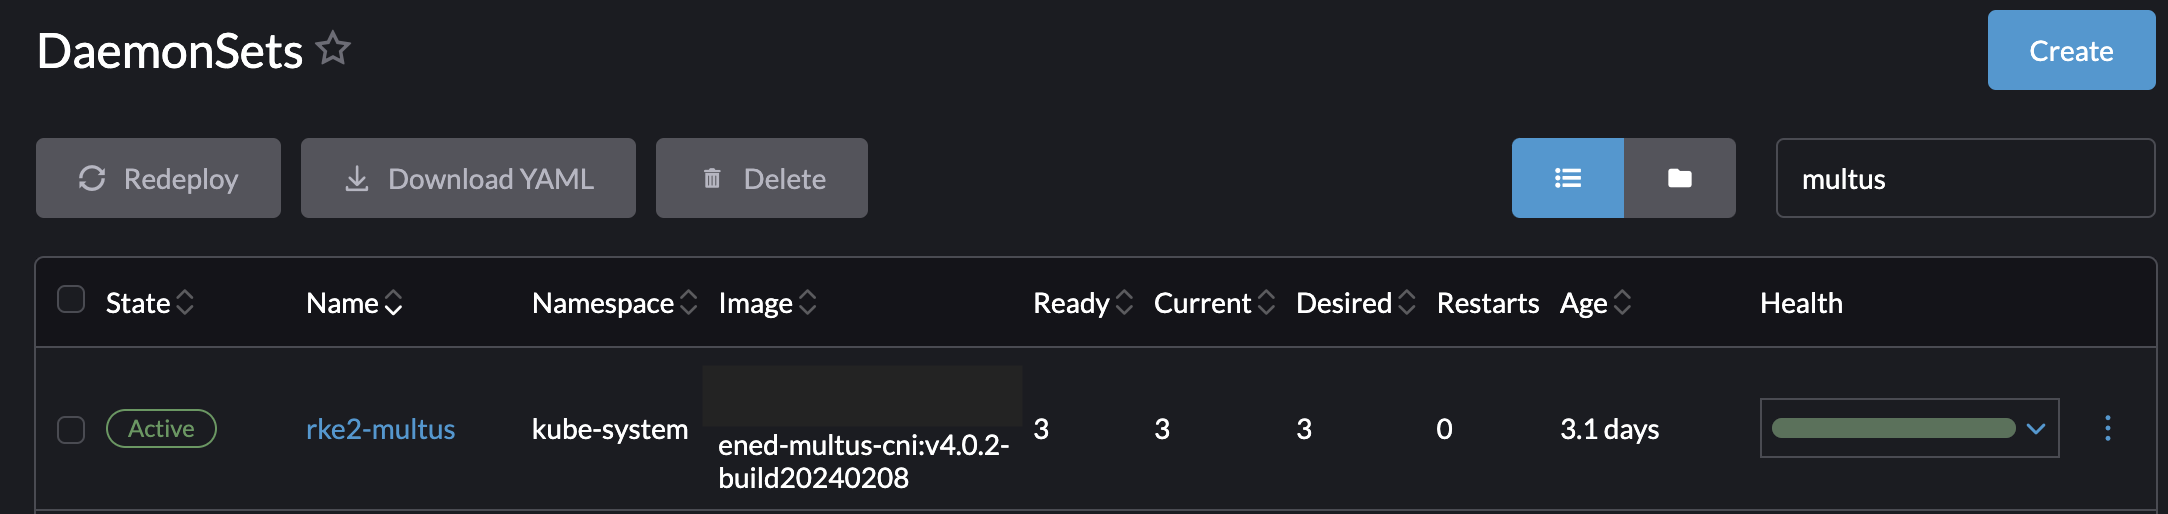 DaemonSets
Create
Redeploy Download YAML Delete multus
State Name Namespace Image Ready Current Desired Restarts Age Health
Active rke2-multus kube-system ened-multus-cni:v4.0.2- 3 3 3 0 3.1 days
build20240208